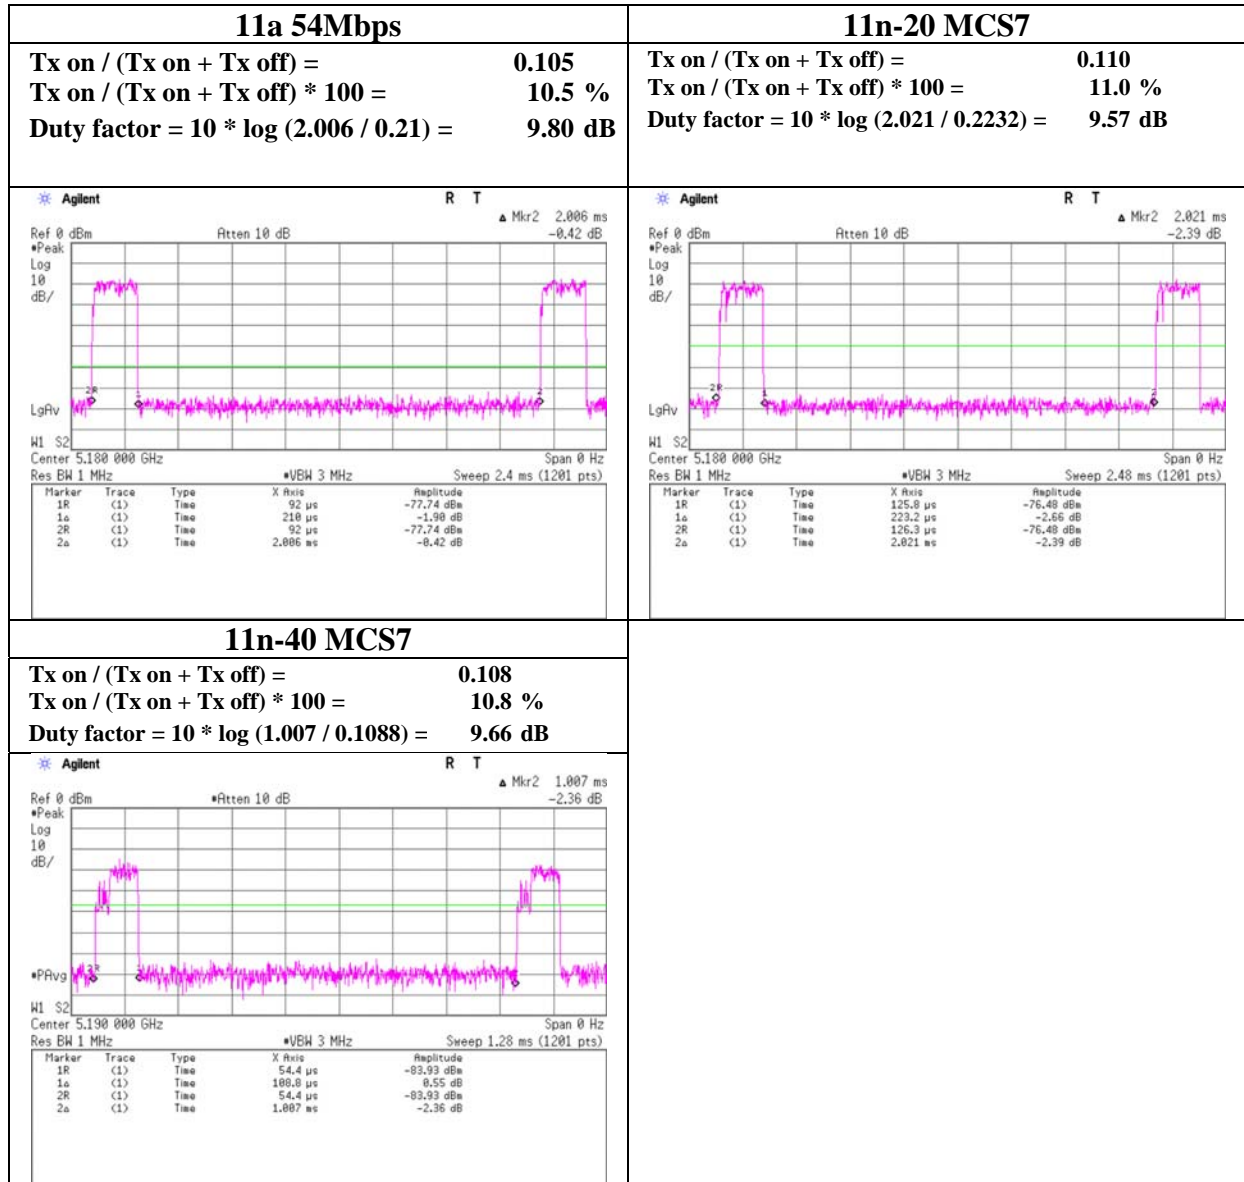 11a 54Mbps
Tx on / (Tx on + Tx off) = 0.105
Tx on / (Tx on + Tx off) * 100 = 10.5 %
Duty factor = 10 * log (2.006 / 0.21) = 9.80 dB
Agilent R T
Δ Mkr2 2.006 ms
Ref 0 dBm Atten 10 dB -0.42 dB
*Peak
Log
10
dB/
2R 1 2
LgAv
W1 S2
Center 5.180 000 GHz Span 0 Hz
Res BW 1 MHz *VBW 3 MHz Sweep 2.4 ms (1201 pts)
Marker Trace Type X Axis Amplitude
1R (1) Time 92 µs -77.74 dBm
1Δ (1) Time 210 µs -1.90 dB
2R (1) Time 92 µs -77.74 dBm
2Δ (1) Time 2.006 ms -0.42 dB
11n-20 MCS7
Tx on / (Tx on + Tx off) = 0.110
Tx on / (Tx on + Tx off) * 100 = 11.0 %
Duty factor = 10 * log (2.021 / 0.2232) = 9.57 dB
Agilent R T
Δ Mkr2 2.021 ms
Ref 0 dBm Atten 10 dB -2.39 dB
*Peak
Log
10
dB/
2R 1 2
LgAv
W1 S2
Center 5.180 000 GHz Span 0 Hz
Res BW 1 MHz *VBW 3 MHz Sweep 2.48 ms (1201 pts)
Marker Trace Type X Axis Amplitude
1R (1) Time 125.8 µs -76.48 dBm
1Δ (1) Time 223.2 µs -2.66 dB
2R (1) Time 126.3 µs -76.48 dBm
2Δ (1) Time 2.021 ms -2.39 dB
11n-40 MCS7
Tx on / (Tx on + Tx off) = 0.108
Tx on / (Tx on + Tx off) * 100 = 10.8 %
Duty factor = 10 * log (1.007 / 0.1088) = 9.66 dB
Agilent R T
Δ Mkr2 1.007 ms
Ref 0 dBm *Atten 10 dB -2.36 dB
*Peak
Log
10
dB/
*PAvg
W1 S2
Center 5.190 000 GHz Span 0 Hz
Res BW 1 MHz *VBW 3 MHz Sweep 1.28 ms (1201 pts)
Marker Trace Type X Axis Amplitude
1R (1) Time 54.4 µs -83.93 dBm
1Δ (1) Time 108.8 µs 0.55 dB
2R (1) Time 54.4 µs -83.93 dBm
2Δ (1) Time 1.007 ms -2.36 dB